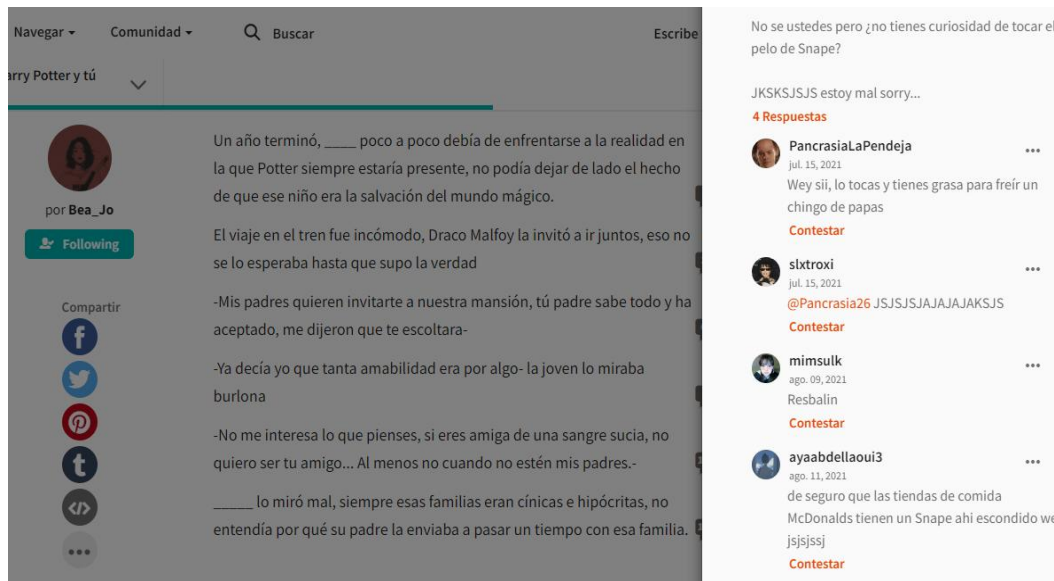 Navegar
Comunidad
Buscar
Escribe
arry Potter y tú
por Bea_Jo
Following
Compartir
Un año terminó, ____ poco a poco debía de enfrentarse a la realidad en
la que Potter siempre estaría presente, no podía dejar de lado el hecho
de que ese niño era la salvación del mundo mágico.
El viaje en el tren fue incómodo, Draco Malfoy la invitó a ir juntos, eso no
se lo esperaba hasta que supo la verdad
-Mis padres quieren invitarte a nuestra mansión, tú padre sabe todo y ha
aceptado, me dijeron que te escoltara-
-Ya decía yo que tanta amabilidad era por algo- la joven lo miraba
burlona
-No me interesa lo que pienses, si eres amiga de una sangre sucia, no
quiero ser tu amigo... Al menos no cuando no estén mis padres.-
_____ lo miró mal, siempre esas familias eran cínicas e hipócritas, no
entendía por qué su padre la enviaba a pasar un tiempo con esa familia.
No se ustedes pero ¿no tienes curiosidad de tocar el
pelo de Snape?
JKSKSJSJS estoy mal sorry...
4 Respuestas
PancrasiaLaPendeja
jul. 15, 2021
Wey sii, lo tocas y tienes grasa para freír un
chingo de papas
Contestar
slxtroxi
jul. 15, 2021
@Pancrasia26 JSJSJSJAJAJAJAKSJS
Contestar
mimsulk
ago. 09, 2021
Resbalin
Contestar
ayaabdellaoui3
ago. 11, 2021
de seguro que las tiendas de comida
McDonalds tienen un Snape ahi escondido we
jsjsjssj
Contestar